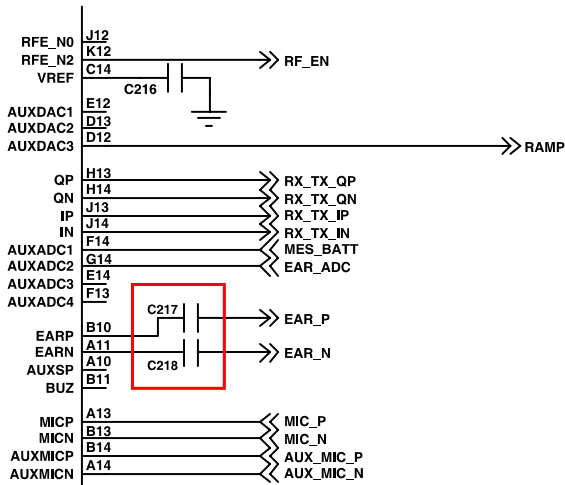 RFE_N0 J12
RFE_N2 K12 RF_EN
VREF C14
C216
AUXDAC1 E12
AUXDAC2 D13
AUXDAC3 D12 RAMP
QP H13 RX_TX_QP
QN H14 RX_TX_QN
IP J13 RX_TX_IP
IN J14 RX_TX_IN
AUXADC1 F14 MES_BATT
AUXADC2 G14 EAR_ADC
AUXADC3 E14
AUXADC4 F13
C217 EAR_P
EARP B10
EARN A11 EAR_N
AUXSP A10 C218
BUZ B11
MICP A13 MIC_P
MICN B13 MIC_N
AUXMICP B14 AUX_MIC_P
AUXMICN A14 AUX_MIC_N